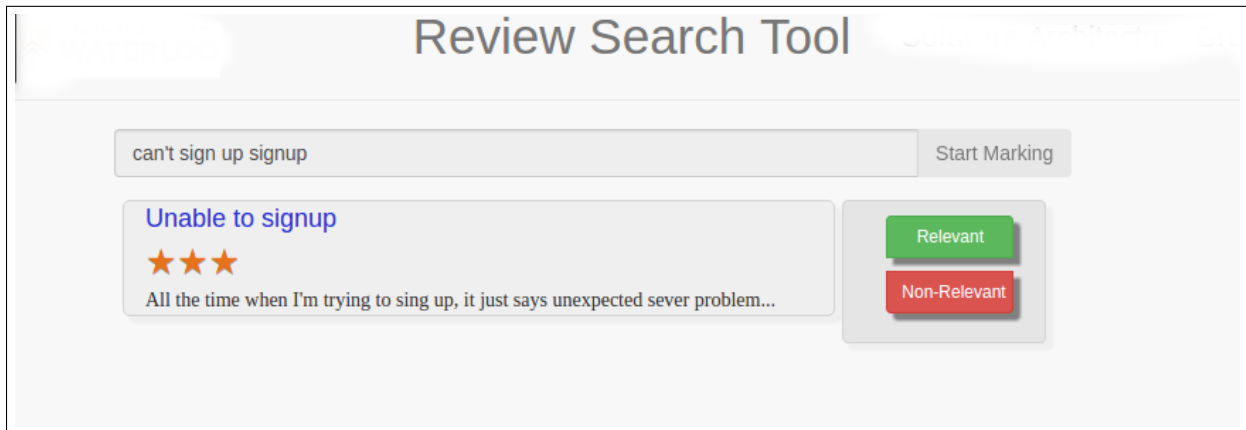 Review Search Tool
can't sign up signup
Start Marking
Unable to signup
Relevant
All the time when I'm trying to sing up, it just says unexpected sever problem...
Non-Relevant